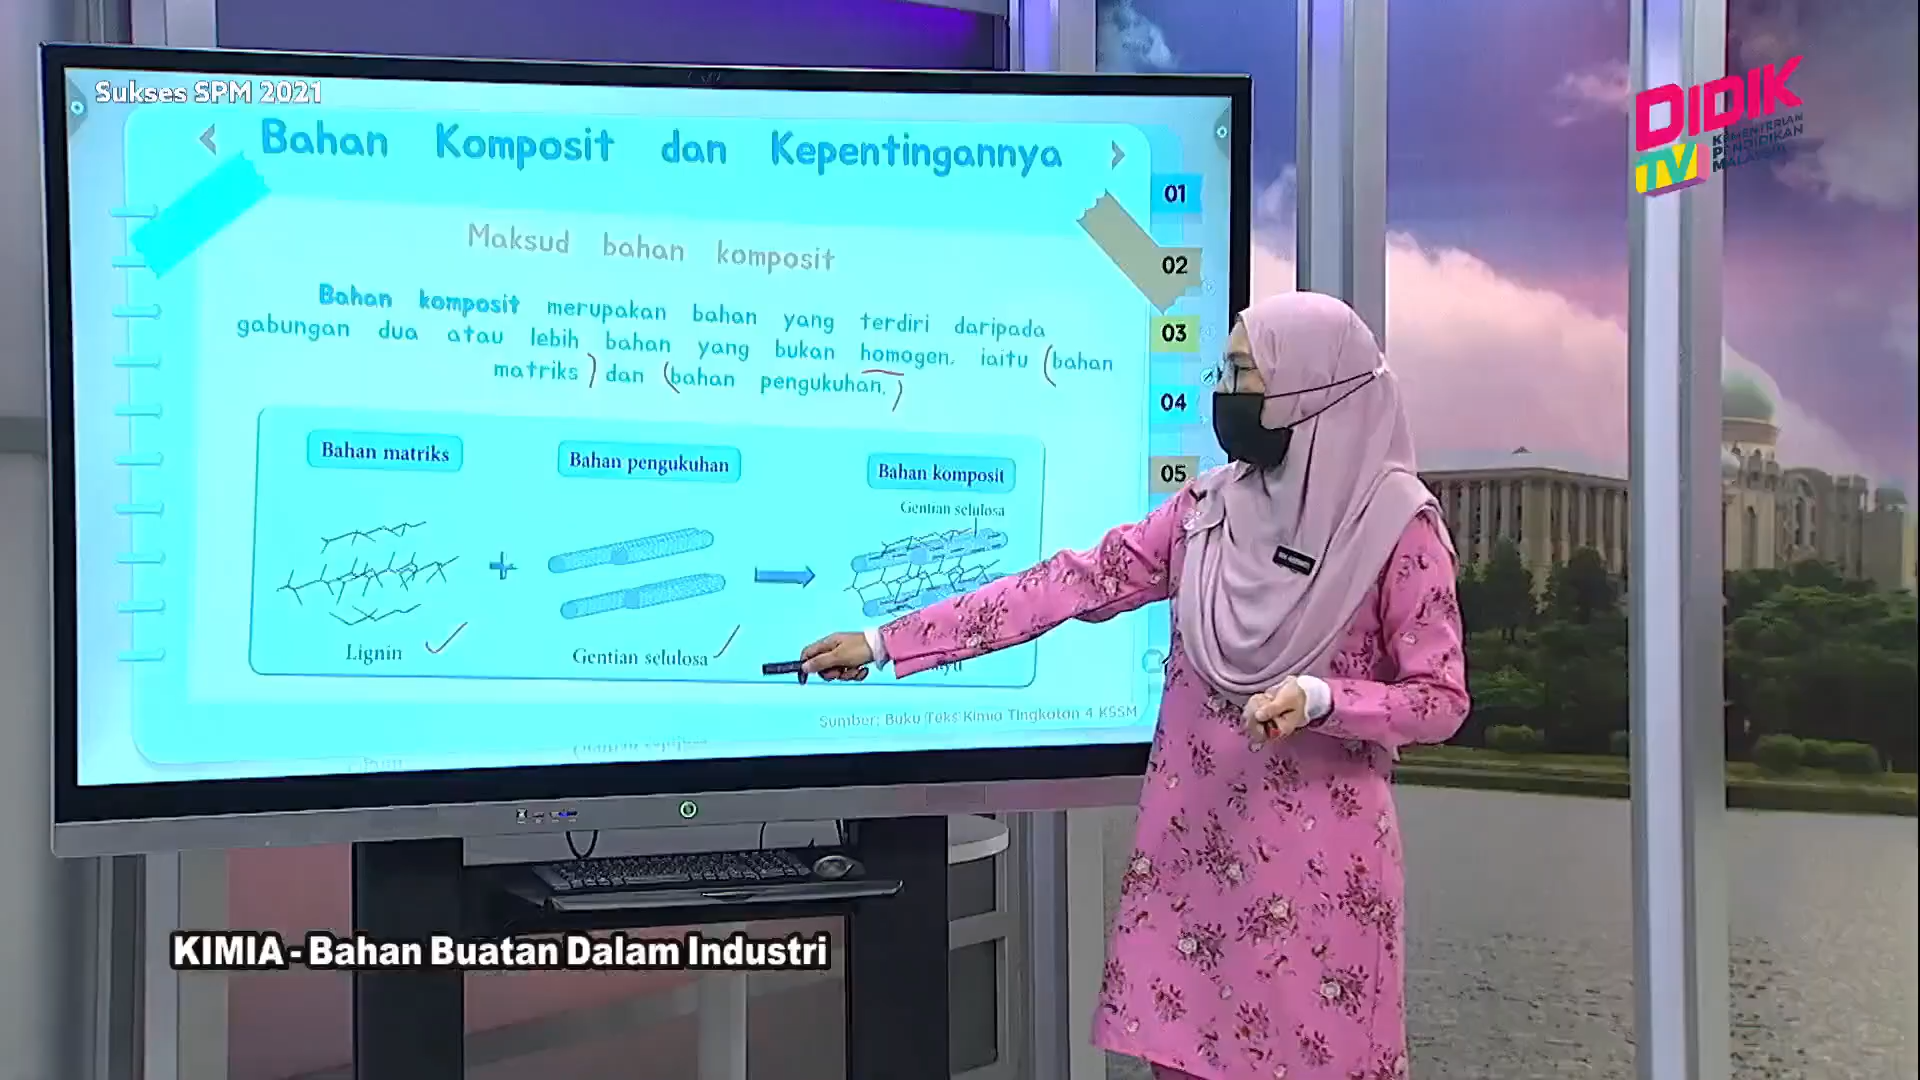 Sukses SPM 2021
Bahan Komposit dan Kepentingannya
Maksud bahan komposit
Bahan komposit merupakan bahan yang terdiri daripada
gabungan dua atau lebih bahan yang bukan homogen, iaitu (bahan
matriks) dan (bahan pengukuhan.)
Bahan matriks
Bahan pengukuhan
Bahan komposit
Gentian selulosa
+
Lignin
Gentian selulosa
Sumber: Buku Teks Kimia Tingkatan 4 KSSM
01
02
03
04
05
DIDIK
TV
KEMENTERIAN
PENDIDIKAN
MALAYSIA
KIMIA - Bahan Buatan Dalam Industri